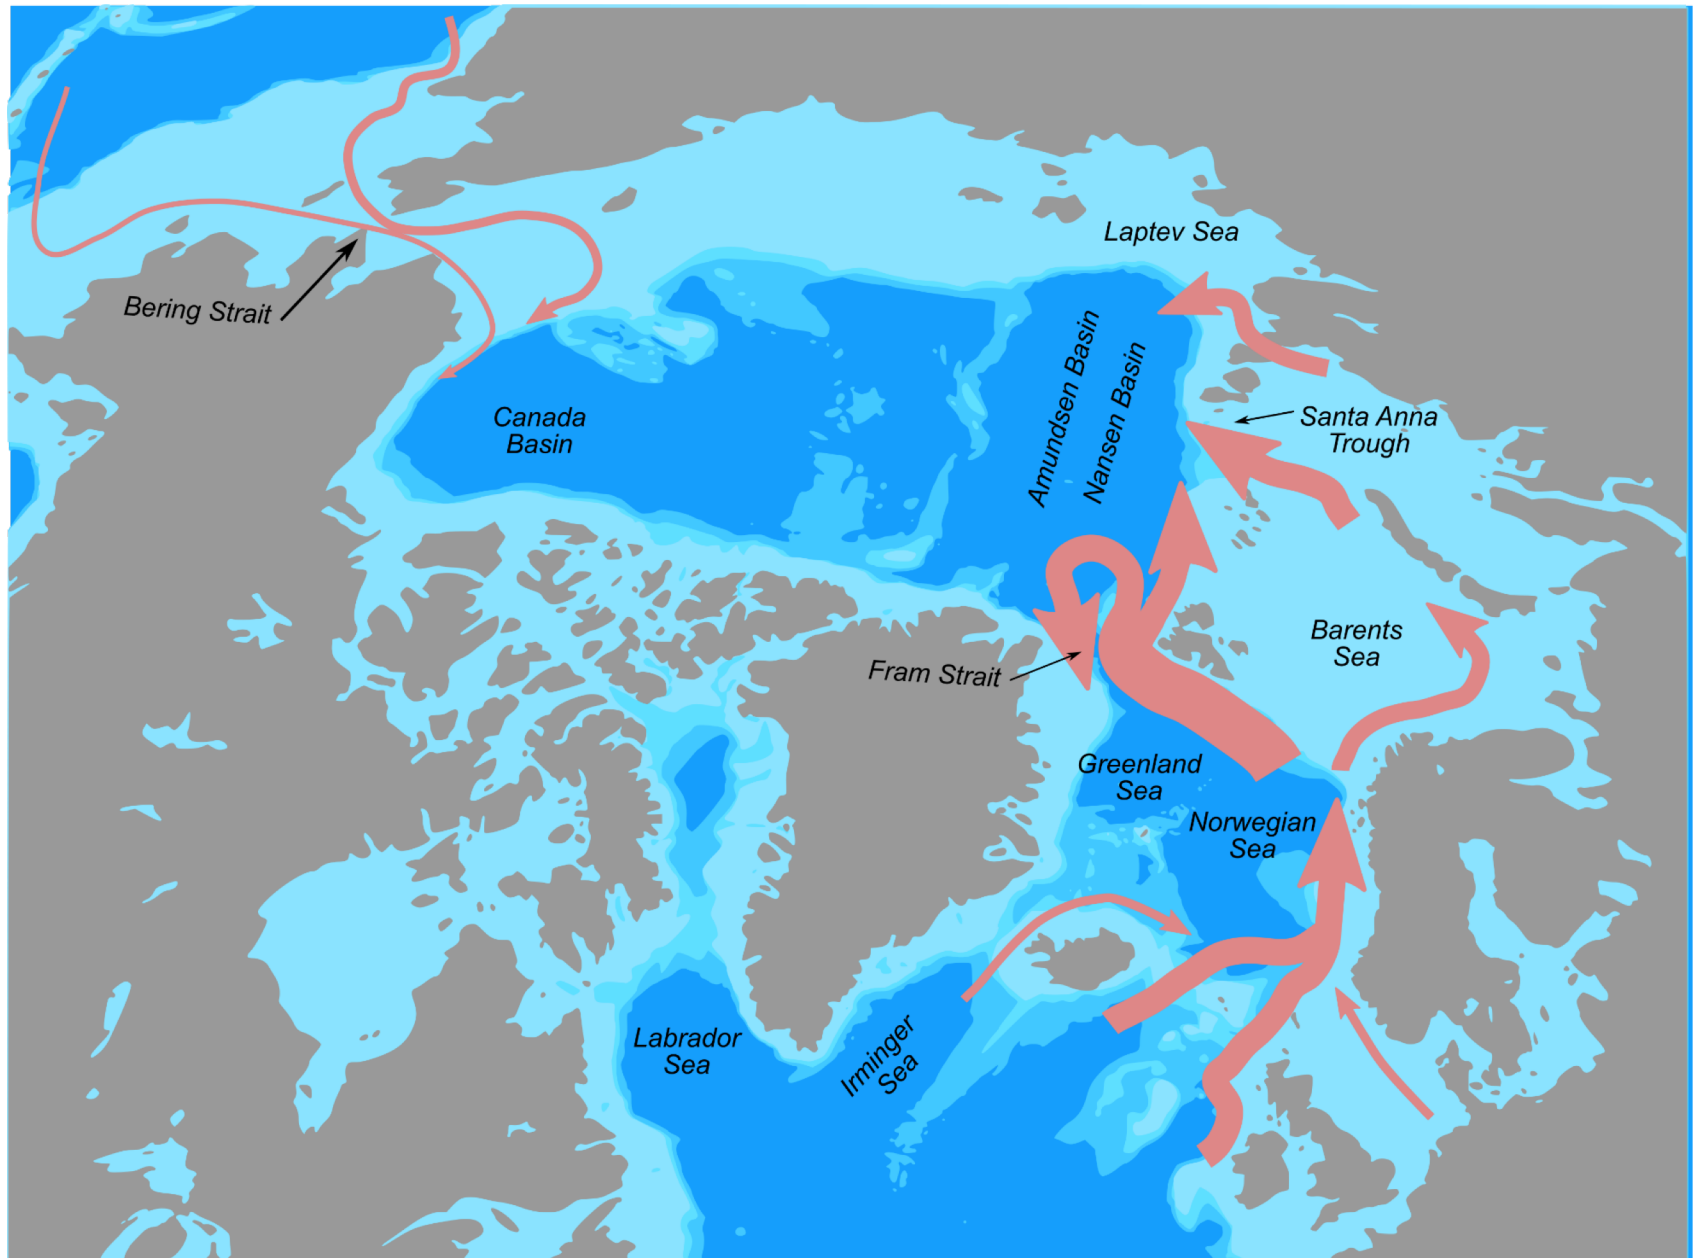 Laptev Sea
Bering Strait
Amundsen Basin
Nansen Basin
Canada
Basin
Santa Anna
Trough
Barents
Sea
Fram Strait
Greenland
Sea
Norwegian
Sea
Labrador
Sea
Irminger
Sea